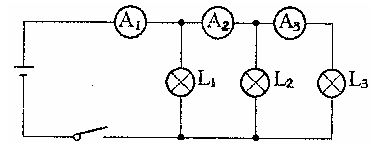 A₁ A₂ A₃
L₁ L₂ L₃